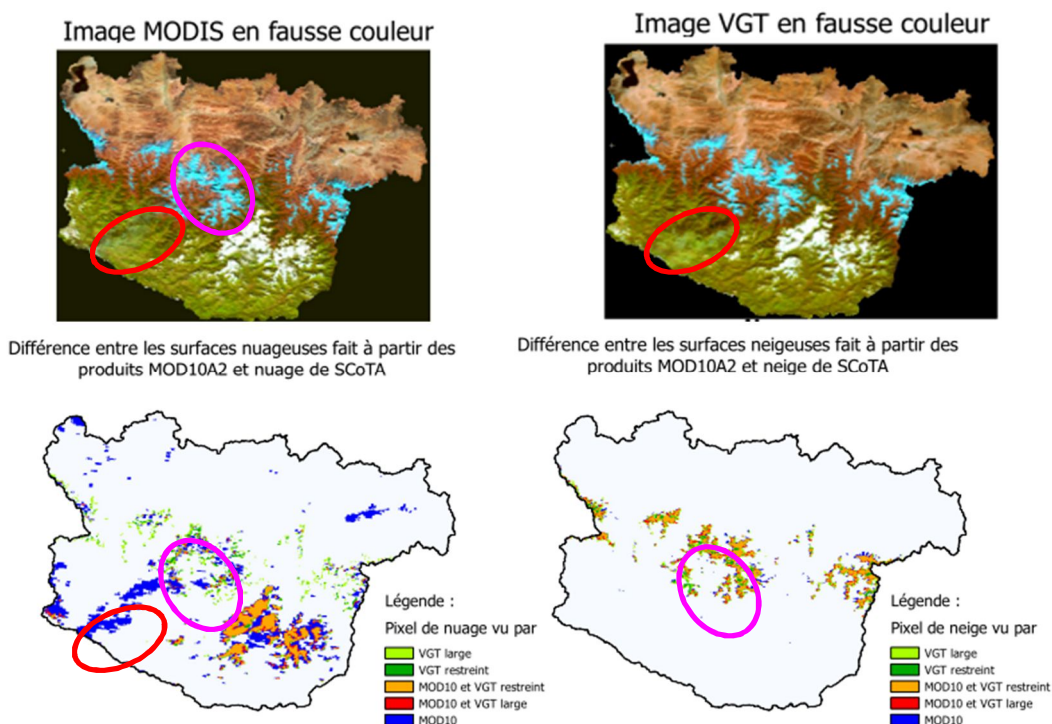 Image MODIS en fausse couleur
Image VGT en fausse couleur
Différence entre les surfaces nuageuses fait à partir des
produits MOD10A2 et nuage de SCoTA
Différence entre les surfaces neigeuses fait à partir des
produits MOD10A2 et neige de SCoTA
Légende :
Pixel de nuage vu par
VGT large
VGT restreint
MOD10 et VGT restreint
MOD10 et VGT large
MOD10
Légende :
Pixel de neige vu par
VGT large
VGT restreint
MOD10 et VGT restreint
MOD10 et VGT large
MOD10